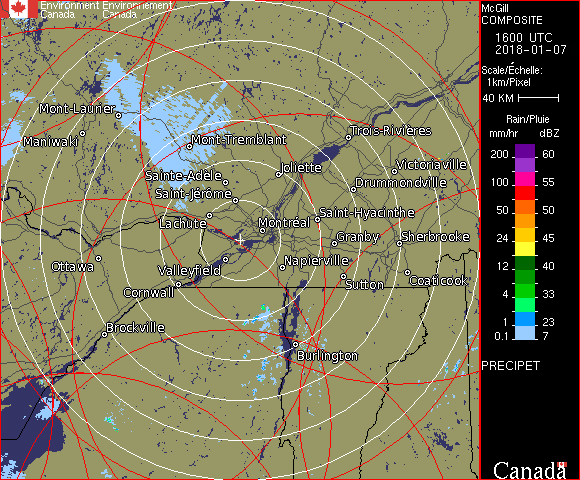 Environment Environnement
Canada Canada
McGill
COMPOSITE
1600 UTC
2018-01-07
Scale/Échelle:
1km/Pixel
40 KM
Rain/Pluie
mm/hr dBZ
200 60
100 55
50 50
24 45
12 40
4 33
1 23
0.1 7
PRECIPET
Canada
Mont-Laurier
Maniwaki
Mont-Tremblant
Trois-Rivières
Joliette
Victoriaville
Sainte-Adèle
Drummondville
Saint-Jérôme
Lachute
Montréal
Saint-Hyacinthe
Granby
Sherbrooke
Ottawa
Valleyfield
Napierville
Cornwall
Sutton
Coaticook
Brockville
Burlington